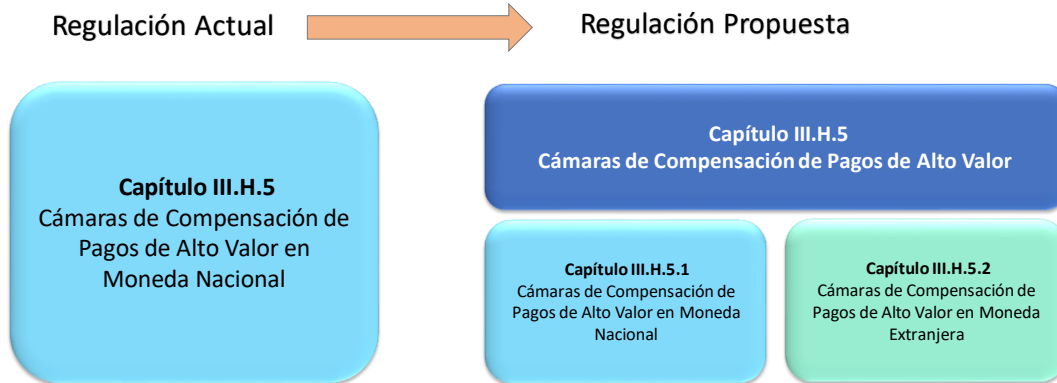 Regulación Actual
Regulación Propuesta
Capítulo III.H.5
Cámaras de Compensación de
Pagos de Alto Valor en
Moneda Nacional
Capítulo III.H.5
Cámaras de Compensación de Pagos de Alto Valor
Capítulo III.H.5.1
Cámaras de Compensación de
Pagos de Alto Valor en Moneda
Nacional
Capítulo III.H.5.2
Cámaras de Compensación de
Pagos de Alto Valor en Moneda
Extranjera